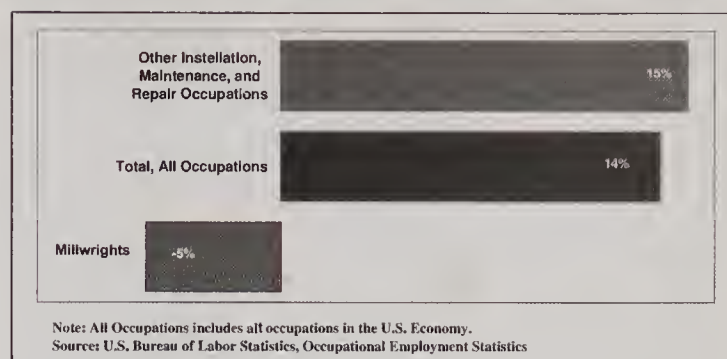 Other Instellation,
Maintenance, and
Repair Occupations
15%
Total, All Occupations
14%
Millwrights
-5%
Note: All Occupations includes all occupations in the U.S. Economy.
Source: U.S. Bureau of Labor Statistics, Occupational Employment Statistics